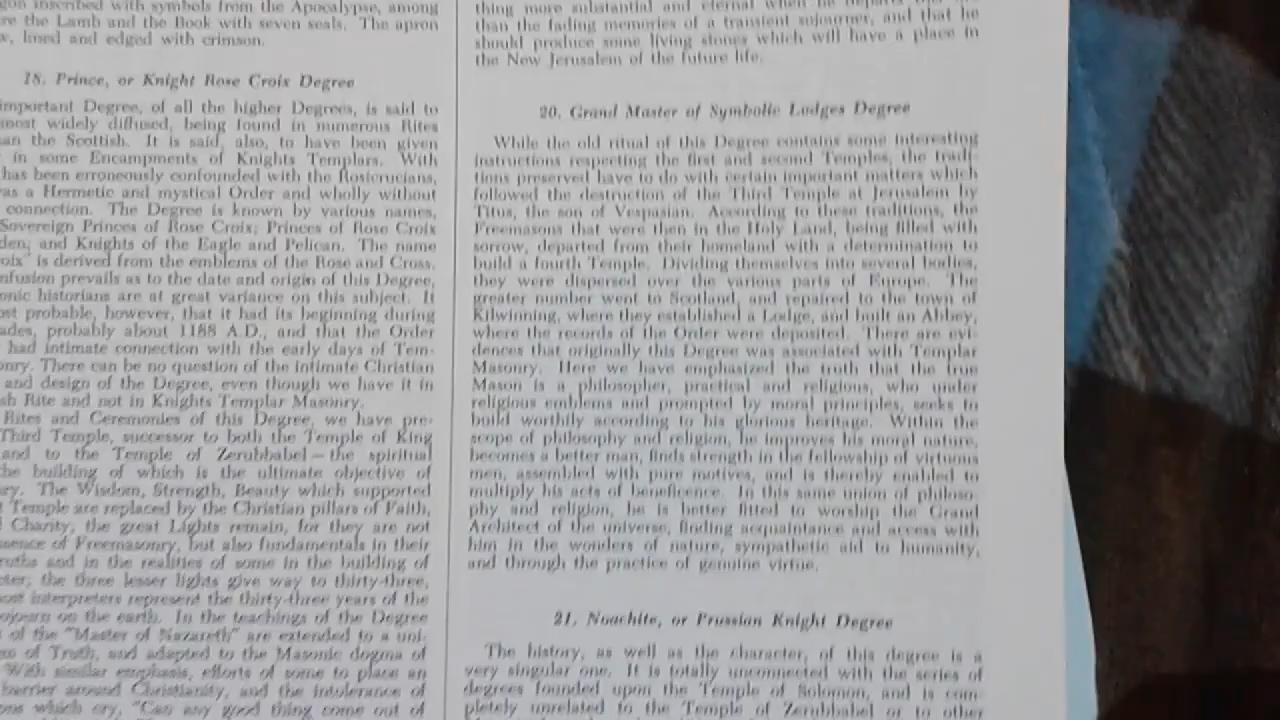 gon inscribed with symbols from the Apocalypse, among
re the Lamb and the Book with seven seals. The apron
w, lined and edged with crimson.
18. Prince, or Knight Rose Croix Degree
important Degree, of all the higher Degrees, is said to
most widely diffused, being found in numerous Rites
an the Scottish. It is said, also, to have been given
in some Encampments of Knights Templars. With
has been erroneously confounded with the Rosicrucians,
as a Hermetic and mystical Order and wholly without
connection. The Degree is known by various names,
Sovereign Princes of Rose Croix; Princes of Rose Croix
den; and Knights of the Eagle and Pelican. The name
oix" is derived from the emblems of the Rose and Cross.
nfusion prevails as to the date and origin of this Degree,
onic historians are at great variance on this subject. It
ost probable, however, that it had its beginning during
ades, probably about 1188 A.D., and that the Order
had intimate connection with the early days of Tem-
onry. There can be no question of the intimate Christian
and design of the Degree, even though we have it in
sh Rite and not in Knights Templar Masonry.
Rites and Ceremonies of this Degree, we have pre-
Third Temple, successor to both the Temple of King
and to the Temple of Zerubbabel—the spiritual
he building of which is the ultimate objective of
ry. The Wisdom, Strength, Beauty which supported
Temple are replaced by the Christian pillars of Faith,
Charity, the great Lights remain, for they are not
sence of Freemasonry, but also fundamentals in their
ruths and in the realities of some in the building of
cter; the three lesser lights give way to thirty-three,
ost interpreters represent the thirty-three years of the
ojourn on the earth. In the teachings of the Degree
of the "Master of Nazareth" are extended to a uni-
ss of Truth, and adapted to the Masonic dogma of
With similar emphasis, efforts of some to place an
barrier around Christianity, and the intolerance of
ons which cry, "Can any good thing come out of
thing more substantial and eternal when he departs
than the fading memories of a transient sojourner, and that he
should produce some living stones which will have a place in
the New Jerusalem of the future life.
20. Grand Master of Symbolic Lodges Degree
While the old ritual of this Degree contains some interesting
instructions respecting the first and second Temples, the tradi-
tions preserved have to do with certain important matters which
followed the destruction of the Third Temple at Jerusalem by
Titus, the son of Vespasian. According to these traditions, the
Freemasons that were then in the Holy Land, being filled with
sorrow, departed from their homeland with a determination to
build a fourth Temple. Dividing themselves into several bodies,
they were dispersed over the various parts of Europe. The
greater number went to Scotland, and repaired to the town of
Kilwinning, where they established a Lodge, and built an Abbey,
where the records of the Order were deposited. There are evi-
dences that originally this Degree was associated with Templar
Masonry. Here we have emphasized the truth that the true
Mason is a philosopher, practical and religious, who under
religious emblems and prompted by moral principles, seeks to
build worthily according to his glorious heritage. Within the
scope of philosophy and religion, he improves his moral nature,
becomes a better man, finds strength in the fellowship of virtuous
men, assembled with pure motives, and is thereby enabled to
multiply his acts of beneficence. In this same union of philoso-
phy and religion, he is better fitted to worship the Grand
Architect of the universe, finding acquaintance and access with
him in the wonders of nature, sympathetic aid to humanity,
and through the practice of genuine virtue.
21. Noachite, or Prussian Knight Degree
The history, as well as the character, of this degree is a
very singular one. It is totally unconnected with the series of
degrees founded upon the Temple of Solomon, and is com-
pletely unrelated to the Temple of Zerubbabel or to other